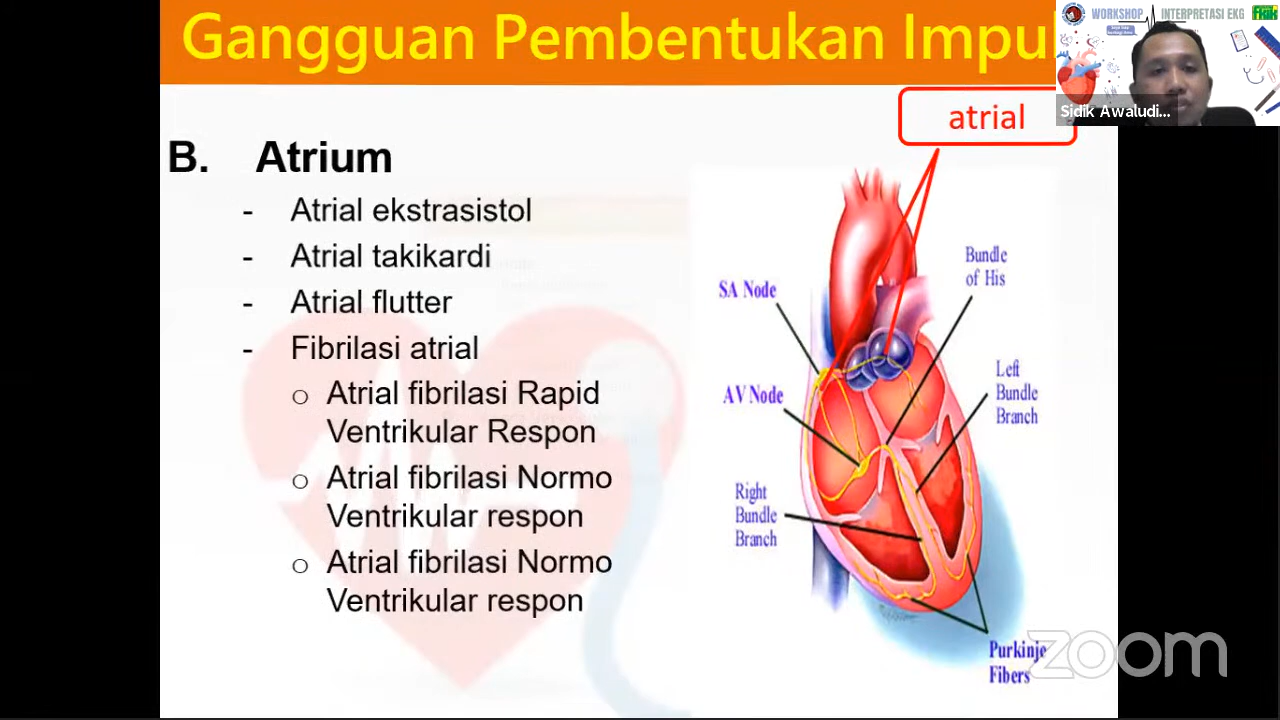 Gangguan Pembentukan Impu
WORKSHOP INTERPRETASI EKG
Sidik Awaludi...
atrial
B. Atrium
- Atrial ekstrasistol
- Atrial takikardi
- Atrial flutter
- Fibrilasi atrial
o Atrial fibrilasi Rapid
Ventrikular Respon
o Atrial fibrilasi Normo
Ventrikular respon
o Atrial fibrilasi Normo
Ventrikular respon
SA Node
Bundle
of His
AV Node
Left
Bundle
Branch
Right
Bundle
Branch
Purkinje
Fibers
zoom